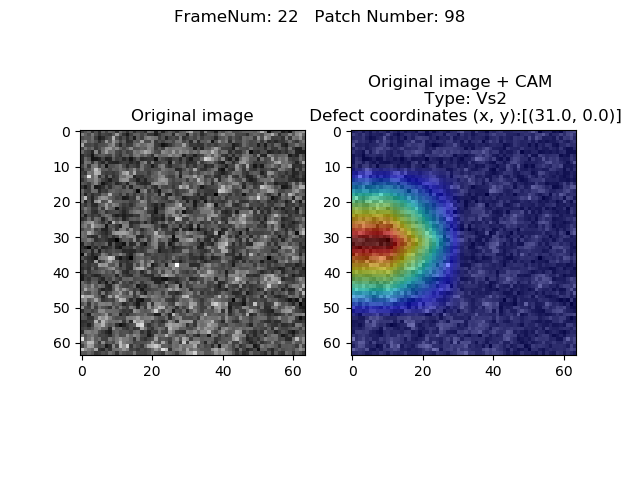 FrameNum: 22   Patch Number: 98
Original image
0
10
20
30
40
50
60
0 20 40 60
Original image + CAM
Type: Vs2
Defect coordinates (x, y):[(31.0, 0.0)]
0
10
20
30
40
50
60
0 20 40 60